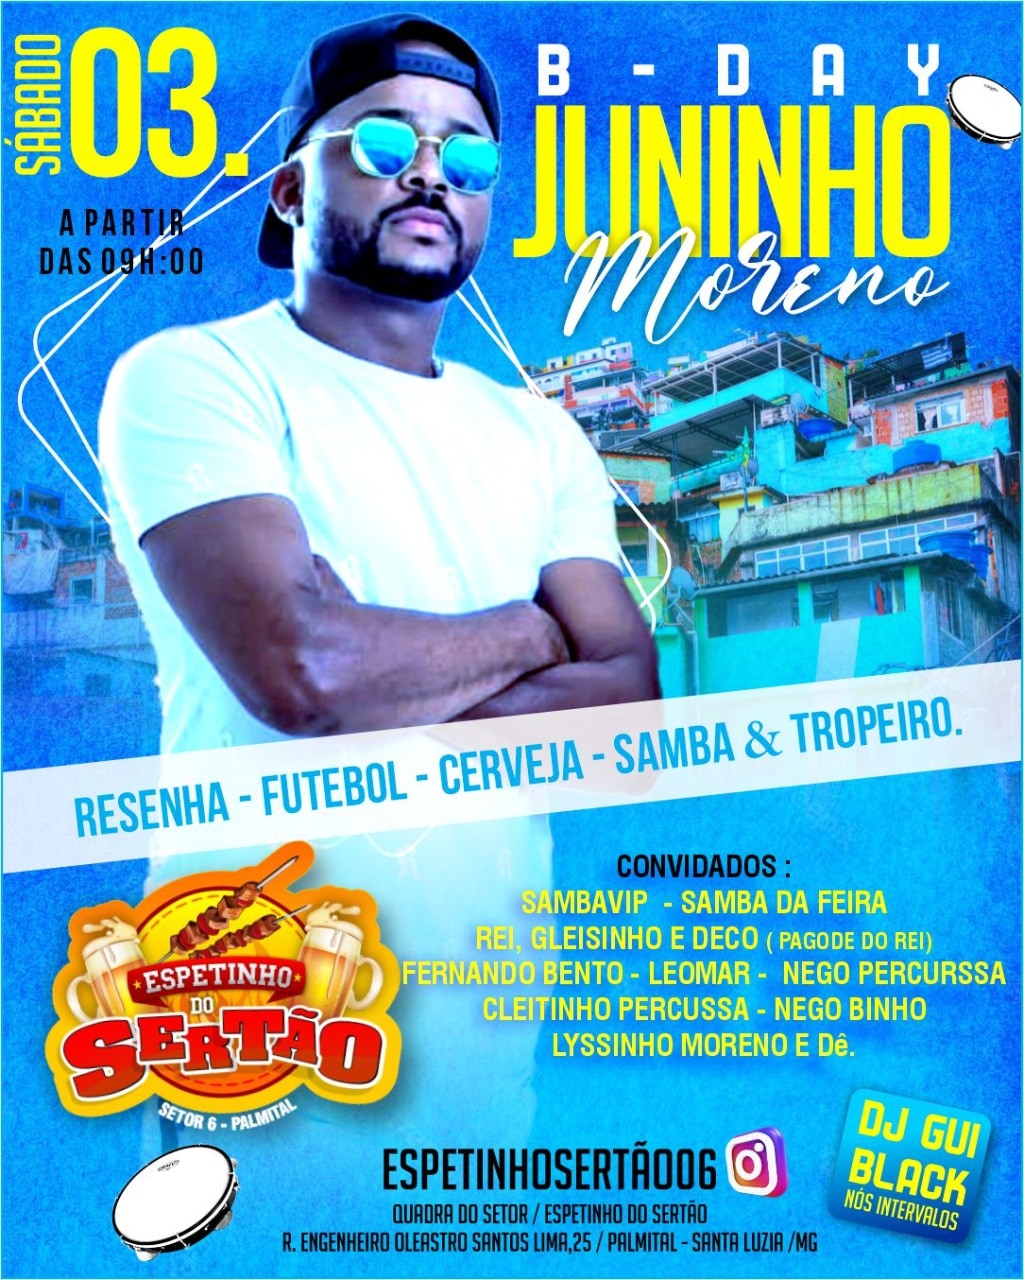 SÁBADO
03.
A PARTIR
DAS 09H:00
B - DAY
JUNINHO
Moreno
RESENHA - FUTEBOL - CERVEJA - SAMBA & TROPEIRO.
CONVIDADOS :
SAMBAVIP - SAMBA DA FEIRA
REI, GLEISINHO E DECO ( PAGODE DO REI)
FERNANDO BENTO - LEOMAR - NEGO PERCURSSA
CLEITINHO PERCUSSA - NEGO BINHO
LYSSINHO MORENO E Dê.
ESPETINHO
DO
SERTÃO
SETOR 6 - PALMITAL
DJ GUI
BLACK
NÓS INTERVALOS
ESPETINHOSERTÃO06
QUADRA DO SETOR / ESPETINHO DO SERTÃO
R. ENGENHEIRO OLEASTRO SANTOS LIMA,25 / PALMITAL - SANTA LUZIA /MG